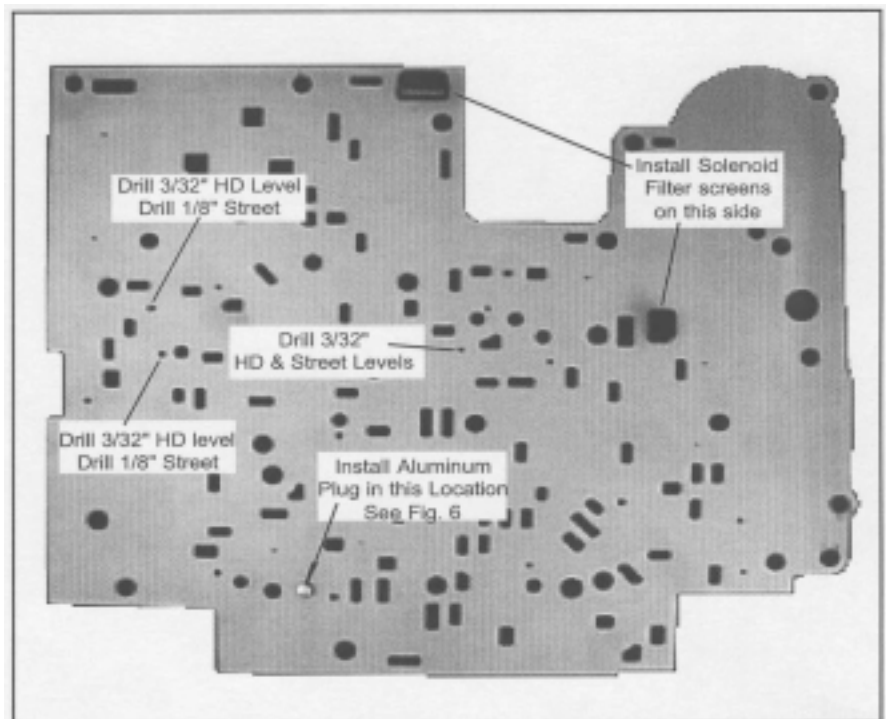 Install Solenoid
Filter screens
on this side
Drill 3/32" HD Level
Drill 1/8" Street
Drill 3/32"
HD & Street Levels
Drill 3/32" HD level
Drill 1/8" Street
Install Aluminum
Plug in this Location
See Fig. 6